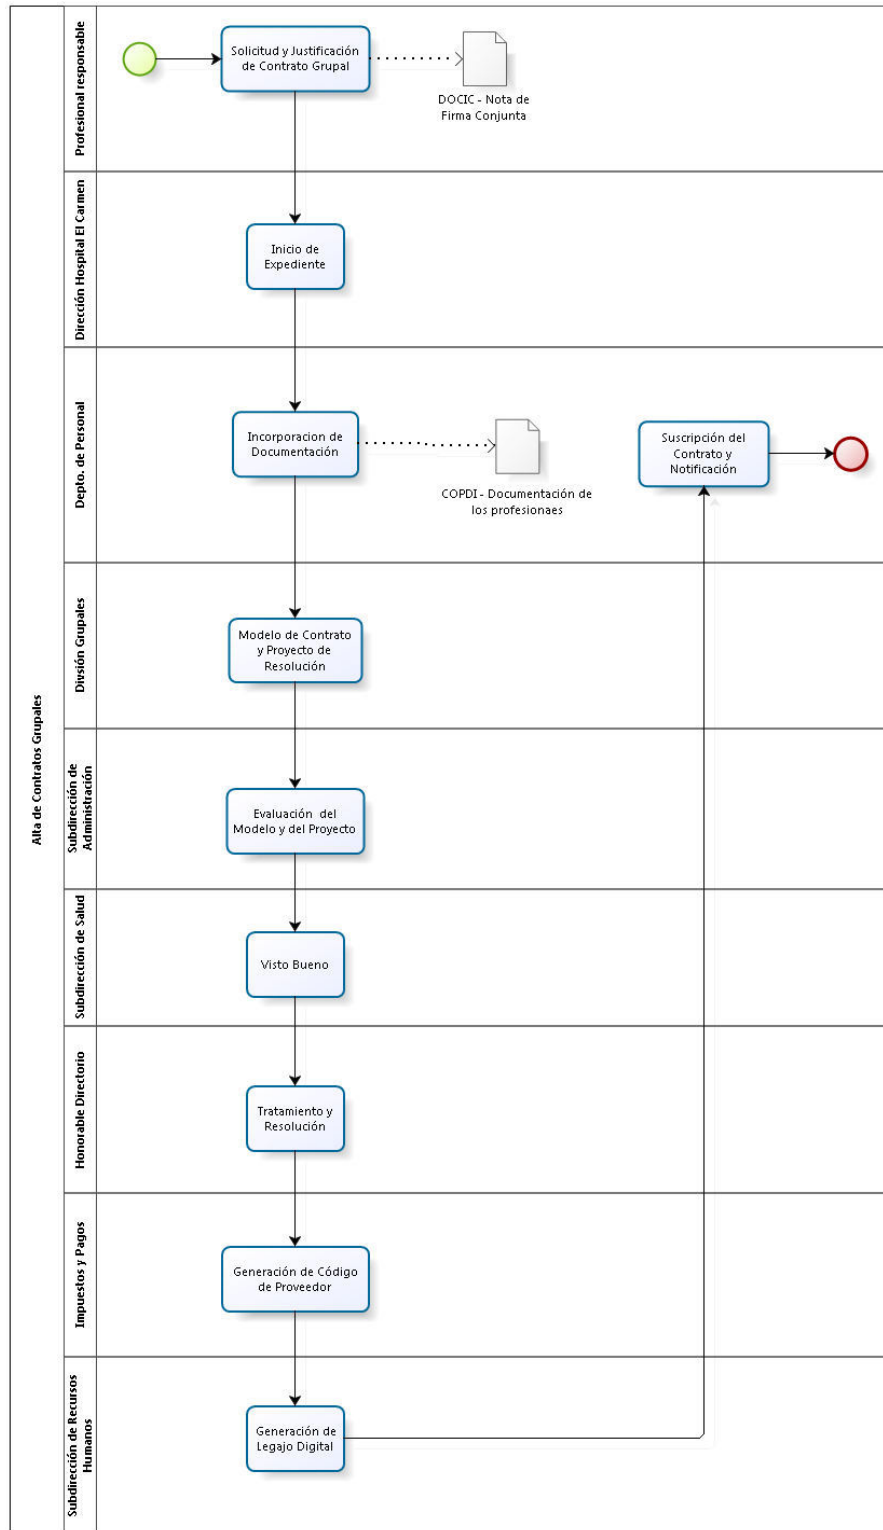 Alta de Contratos Grupales
Profesional responsable
Solicitud y Justificación
de Contrato Grupal
DOCIC - Nota de
Firma Conjunta
Dirección Hospital El Carmen
Inicio de
Expediente
Depto. de Personal
Incorporacion de
Documentación
COPDI - Documentación de
los profesionaes
Suscripción del
Contrato y
Notificación
Divsión Grupales
Modelo de Contrato
y Proyecto de
Resolución
Subdirección de
Administración
Evaluación del
Modelo y del Proyecto
Subdirección de Salud
Visto Bueno
Honorable Directorio
Tratamiento y
Resolución
Impuestos y Pagos
Generación de Código
de Proveedor
Subdirección de Recursos
Humanos
Generación de
Legajo Digital